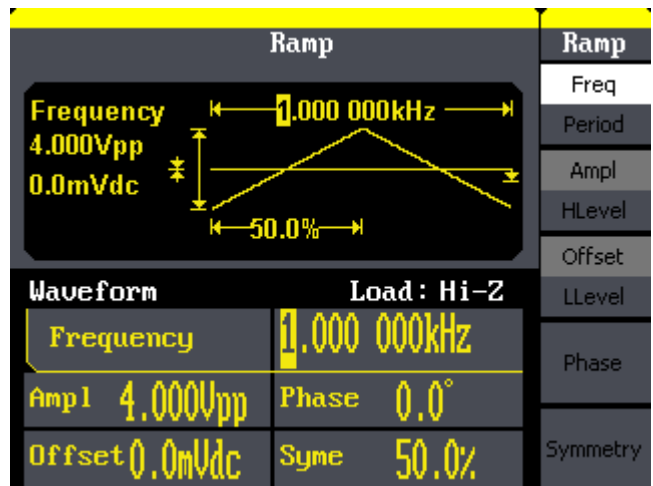 Ramp
Frequency
1.000 000kHz
4.000Vpp
0.0mVdc
50.0%
Waveform
Load: Hi-Z
Frequency
1.000 000kHz
Ampl 4.000Vpp
Phase 0.0°
Offset 0.0mVdc
Syme 50.0%
Ramp
Freq
Period
Ampl
HLevel
Offset
LLevel
Phase
Symmetry